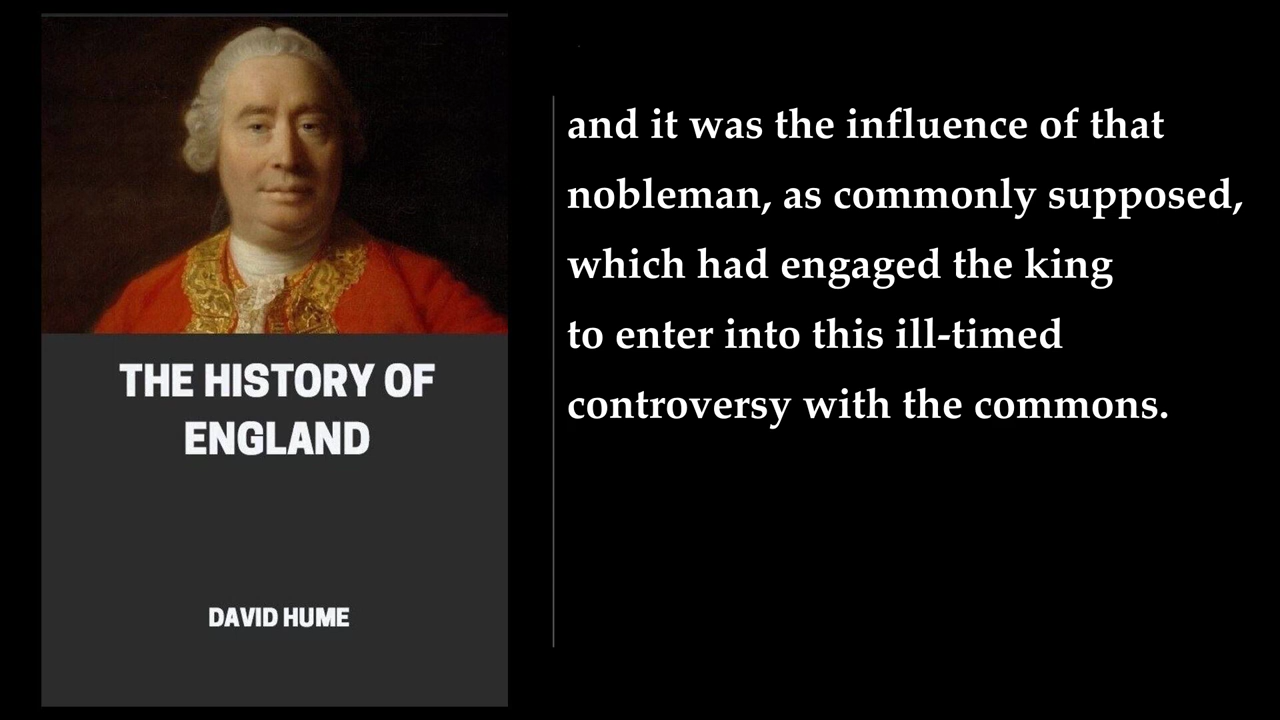 THE HISTORY OF
ENGLAND
DAVID HUME
and it was the influence of that
nobleman, as commonly supposed,
which had engaged the king
to enter into this ill-timed
controversy with the commons.